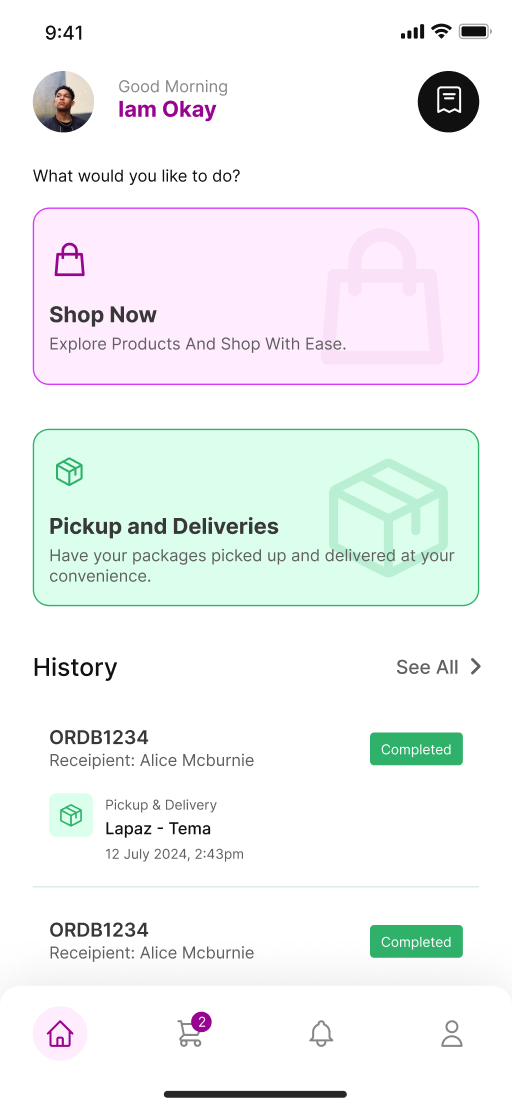 9:41
Good Morning
Iam Okay
What would you like to do?
Shop Now
Explore Products And Shop With Ease.
Pickup and Deliveries
Have your packages picked up and delivered at your
convenience.
History
See All
ORDB1234
Completed
Receipient: Alice Mcburnie
Pickup & Delivery
Lapaz - Tema
12 July 2024, 2:43pm
ORDB1234
Completed
Receipient: Alice Mcburnie
2